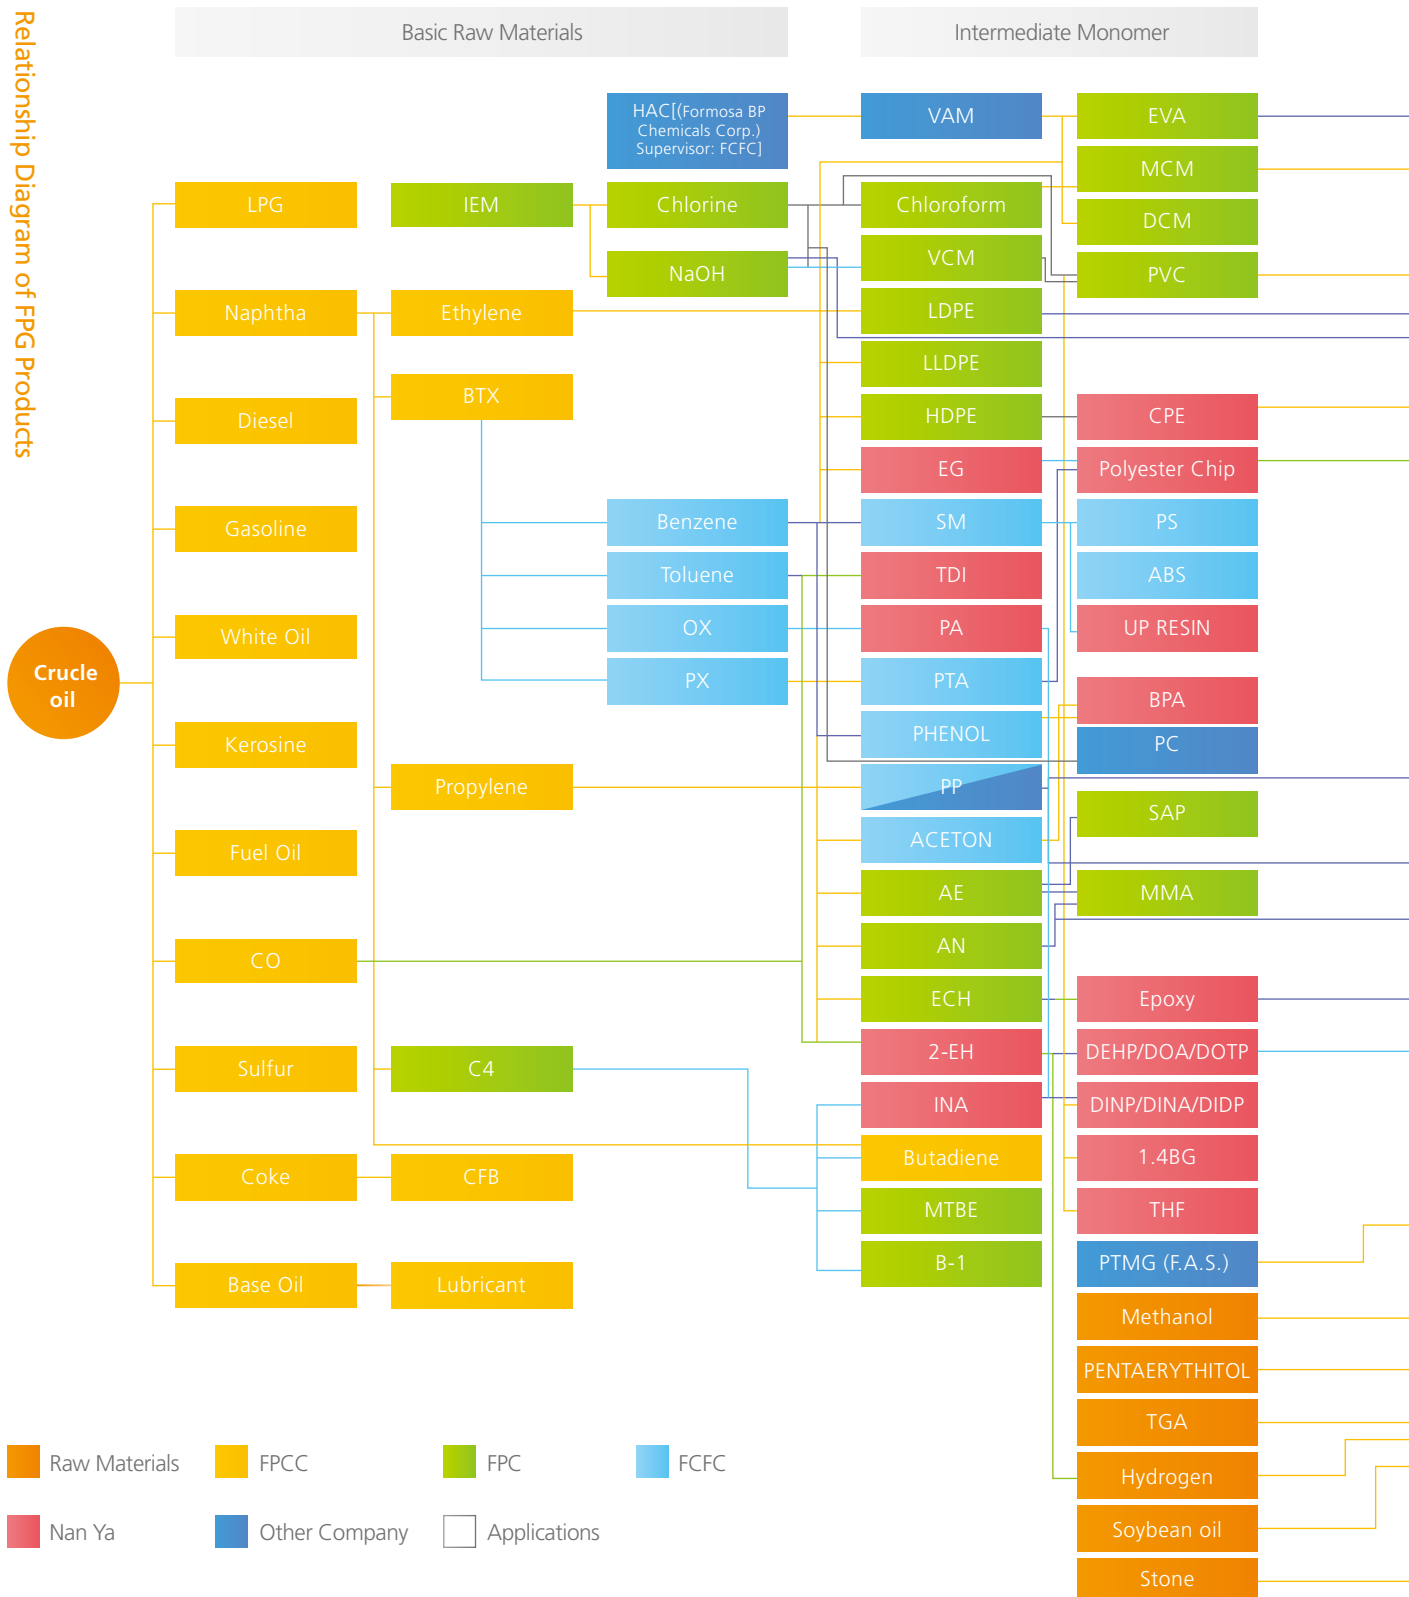 Relationship Diagram of FPG Products
Basic Raw Materials
Intermediate Monomer
HAC[(Formosa BP
Chemicals Corp.)
Supervisor: FCFC]
VAM
EVA
MCM
LPG
IEM
Chlorine
Chloroform
DCM
NaOH
VCM
PVC
Naphtha
Ethylene
LDPE
LLDPE
BTX
Diesel
HDPE
CPE
EG
Polyester Chip
Gasoline
Benzene
SM
PS
Toluene
TDI
ABS
White Oil
OX
PA
UP RESIN
Crucle
oil
PX
PTA
BPA
Kerosine
PHENOL
PC
Propylene
PP
SAP
Fuel Oil
ACETON
AE
MMA
CO
AN
ECH
Epoxy
Sulfur
C4
2-EH
DEHP/DOA/DOTP
INA
DINP/DINA/DIDP
Coke
CFB
Butadiene
1.4BG
MTBE
THF
Base Oil
Lubricant
B-1
PTMG (F.A.S.)
Methanol
PENTAERYTHITOL
TGA
Hydrogen
Soybean oil
Stone
Raw Materials
FPCC
FPC
FCFC
Nan Ya
Other Company
Applications